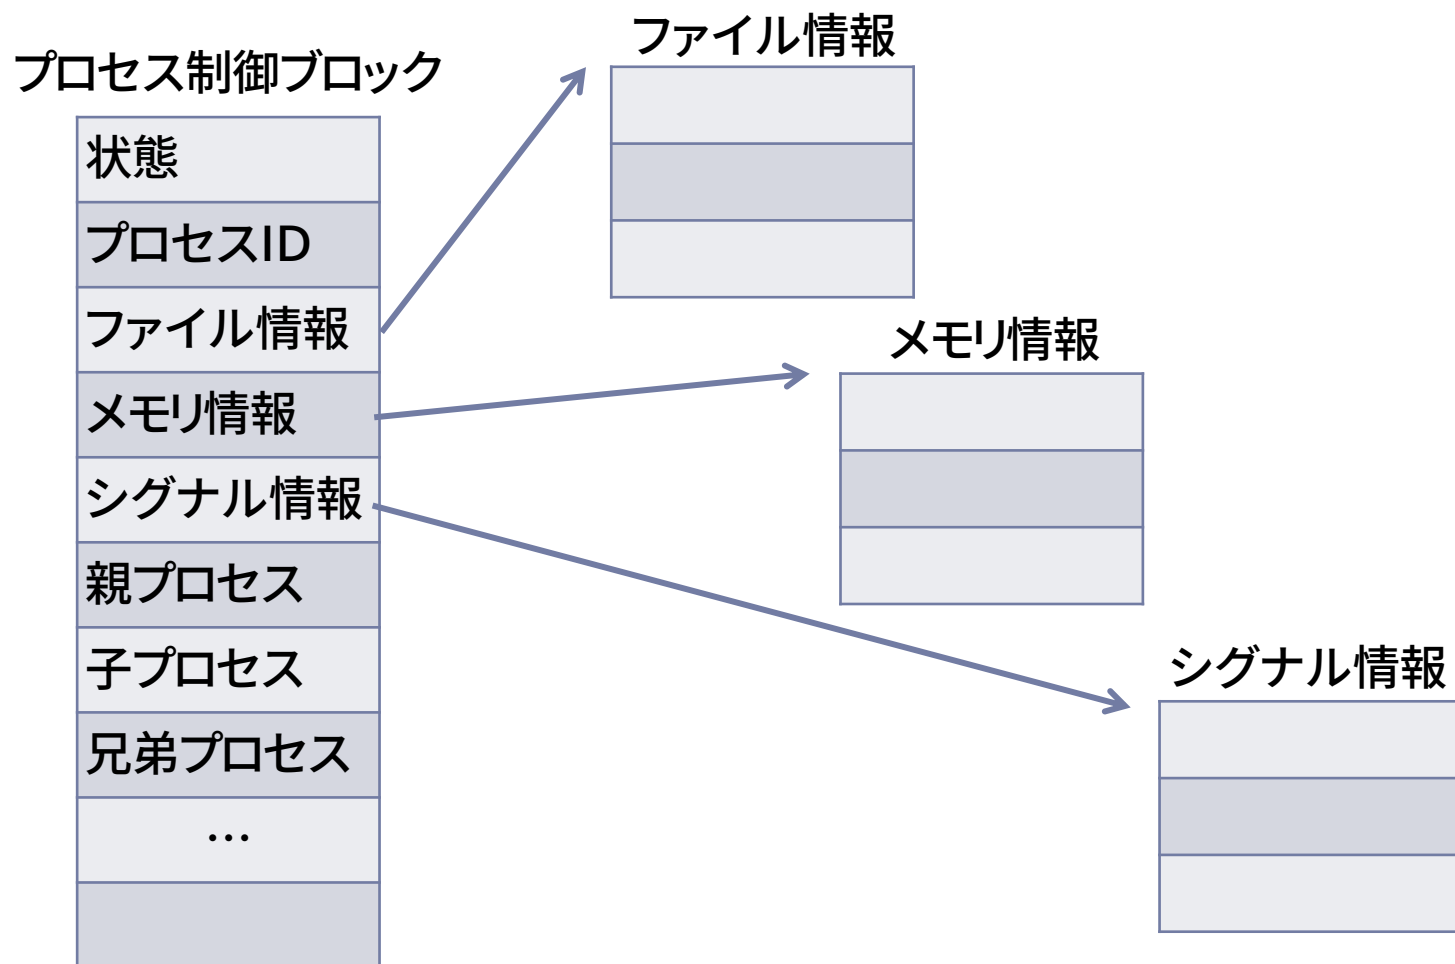 プロセス制御ブロック
状態
プロセスID
ファイル情報
メモリ情報
シグナル情報
親プロセス
子プロセス
兄弟プロセス
…
ファイル情報
メモリ情報
シグナル情報